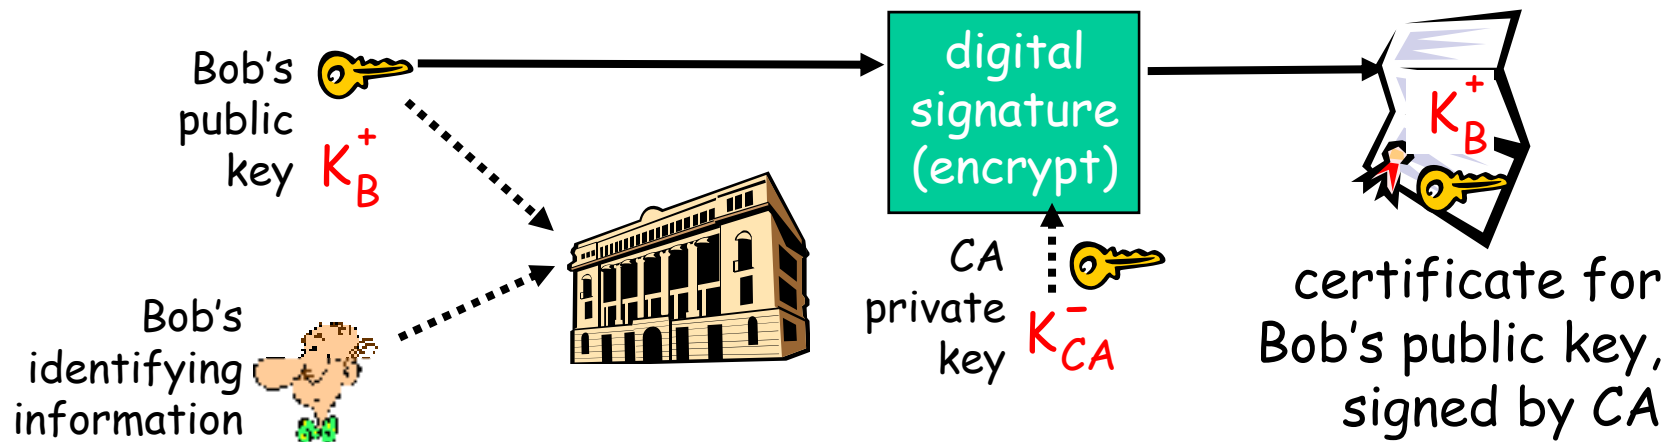 Bob's
public
key
K
+
B
Bob's
identifying
information
digital
signature
(encrypt)
CA
private
key
K
-
CA
K
+
B
certificate for
Bob's public key,
signed by CA